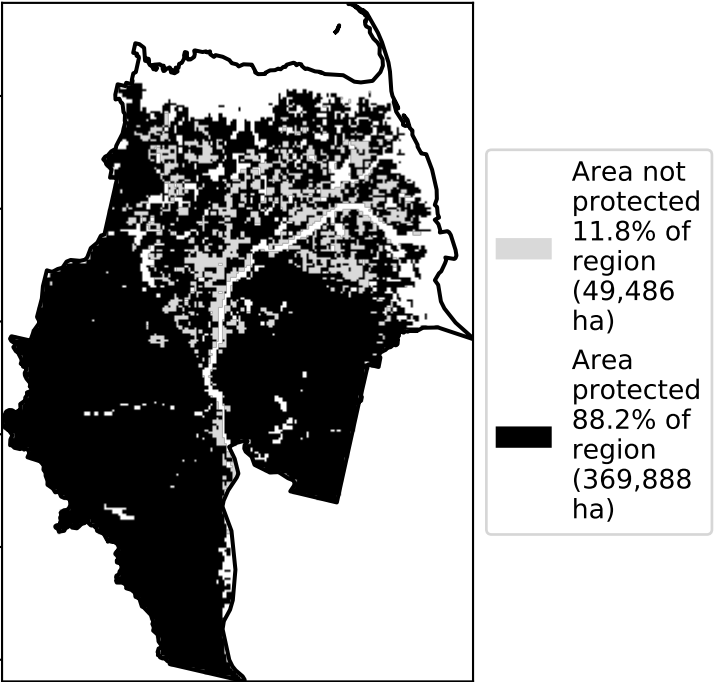 Area not
protected
11.8% of
region
(49,486
ha)
Area
protected
88.2% of
region
(369,888
ha)